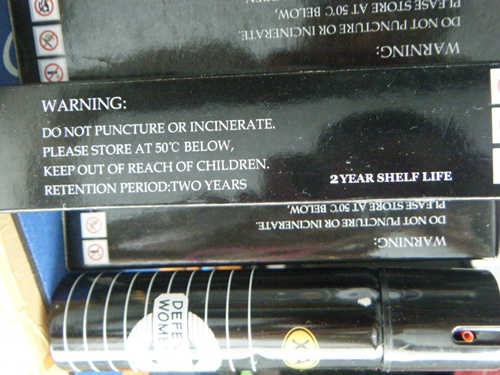 PLEASE STORE AT 50℃ BELOW,
DO NOT PUNCTURE OR INCINERATE.
WARNING:
WARNING:
DO NOT PUNCTURE OR INCINERATE.
PLEASE STORE AT 50℃ BELOW,
KEEP OUT OF REACH OF CHILDREN.
RETENTION PERIOD:TWO YEARS
2 YEAR SHELF LIFE
PLEASE STORE AT 50℃ BELOW,
DO NOT PUNCTURE OR INCINERATE.
WARNING: